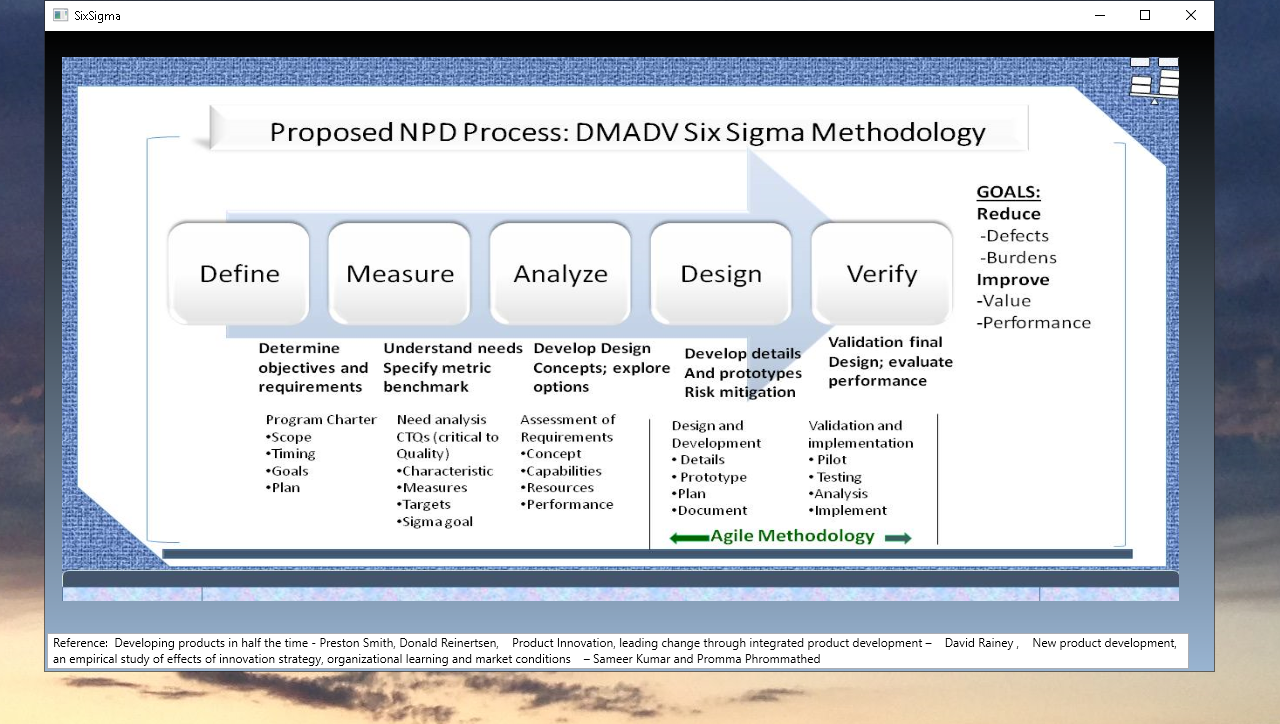 SixSigma
Proposed NPD Process: DMADV Six Sigma Methodology
Define
Measure
Analyze
Design
Verify
GOALS:
Reduce
-Defects
-Burdens
Improve
-Value
-Performance
Determine
objectives and
requirements
Understand needs
Specify metric
benchmark
Develop Design
Concepts; explore
options
Develop details
And prototypes
Risk mitigation
Validation final
Design; evaluate
performance
Program Charter
•Scope
•Timing
•Goals
•Plan
Need analysis
CTQs (critical to
Quality)
•Characteristic
•Measures
•Targets
•Sigma goal
Assessment of
Requirements
•Concept
•Capabilities
•Resources
•Performance
Design and
Development
• Details
• Prototype
•Plan
•Document
Validation and
implementation
• Pilot
• Testing
•Analysis
•Implement
Agile Methodology
Reference:  Developing products in half the time - Preston Smith, Donald Reinertsen,    Product Innovation, leading change through integrated product development –    David Rainey ,    New product development,
an empirical study of effects of innovation strategy, organizational learning and market conditions    – Sameer Kumar and Promma Phrommathed